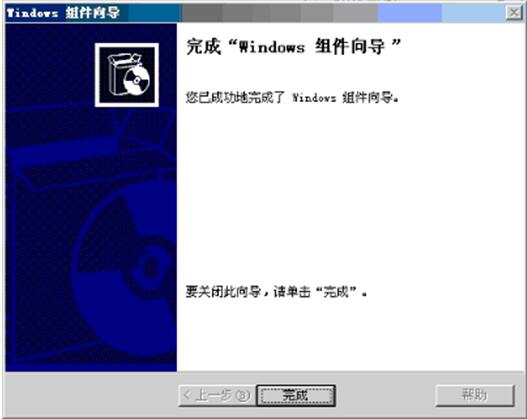 Windows 组件向导
完成“Windows 组件向导”
您已成功地完成了 Windows 组件向导。
要关闭此向导，请单击“完成”。
< 上一步(B) 完成 帮助